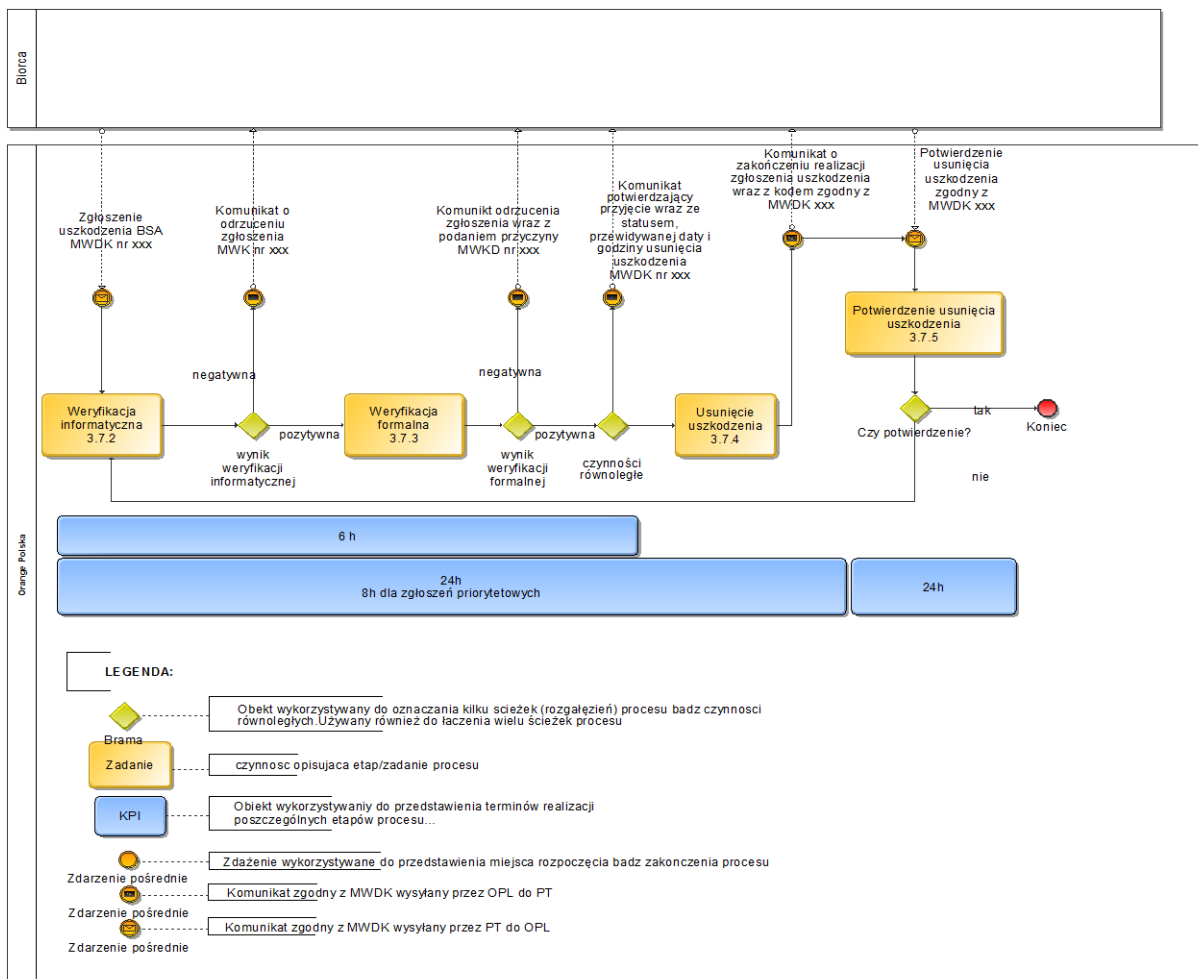 Biorca
Orange Polska
Zgłoszenie
uszkodzenia BSA
MWDK nr xxx
Komunikat o
odrzuceniu
zgłoszenia
MWK nr xxx
Komunikt odrzucenia
zgłoszenia wraz z
podaniem przyczyny
MWKD nr xxx
Komunikat
potwierdzający
przyjęcie wraz ze
statusem,
przewidywanej daty i
godziny usunięcia
uszkodzenia
MWDK nr xxx
Komunikat o
zakończeniu realizacji
zgłoszenia uszkodzenia
wraz z kodem zgodny z
MWDK xxx
Potwierdzenie
usunięcia
uszkodzenia
zgodny z
MWDK xxx
Weryfikacja
informatyczna
3.7.2
negatywna
pozytywna
wynik
weryfikacji
informatycznej
Weryfikacja
formalna
3.7.3
negatywna
pozytywna
wynik
weryfikacji
formalnej
czynności
równoległe
Usunięcie
uszkodzenia
3.7.4
Potwierdzenie usunięcia
uszkodzenia
3.7.5
Czy potwierdzenie?
tak
Koniec
nie
6 h
24h
8h dla zgłoszeń priorytetowych
24h
LEGENDA:
Brama
Obekt wykorzystywany do oznaczania kilku scieżek (rozgałęzień) procesu badz czynnosci
równoległych.Używany również do łaczenia wielu ścieżek procesu
Zadanie
czynnosc opisujaca etap/zadanie procesu
KPI
Obiekt wykorzystywaniy do przedstawienia terminów realizacji
poszczególnych etapów procesu...
Zdarzenie pośrednie
Zdażenie wykorzystywane do przedstawienia miejsca rozpoczęcia badz zakonczenia procesu
Zdarzenie pośrednie
Komunikat zgodny z MWDK wysyłany przez OPL do PT
Zdarzenie pośrednie
Komunikat zgodny z MWDK wysyłany przez PT do OPL